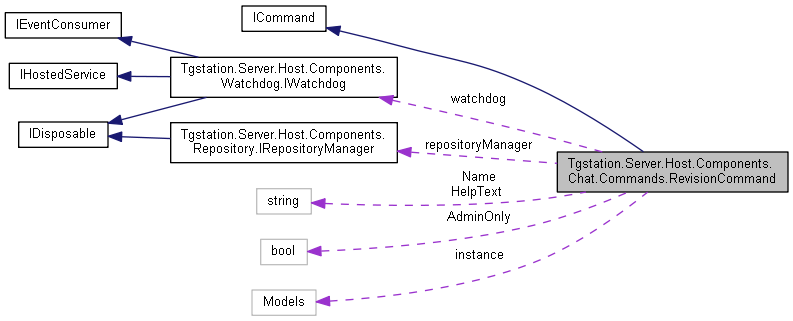 ICommand
IEventConsumer
IHostedService
Tgstation.Server.Host.Components.
Watchdog.IWatchdog
watchdog
IDisposable
Tgstation.Server.Host.Components.
Repository.IRepositoryManager
repositoryManager
Tgstation.Server.Host.Components.
Chat.Commands.RevisionCommand
Name
HelpText
string
AdminOnly
bool
instance
Models